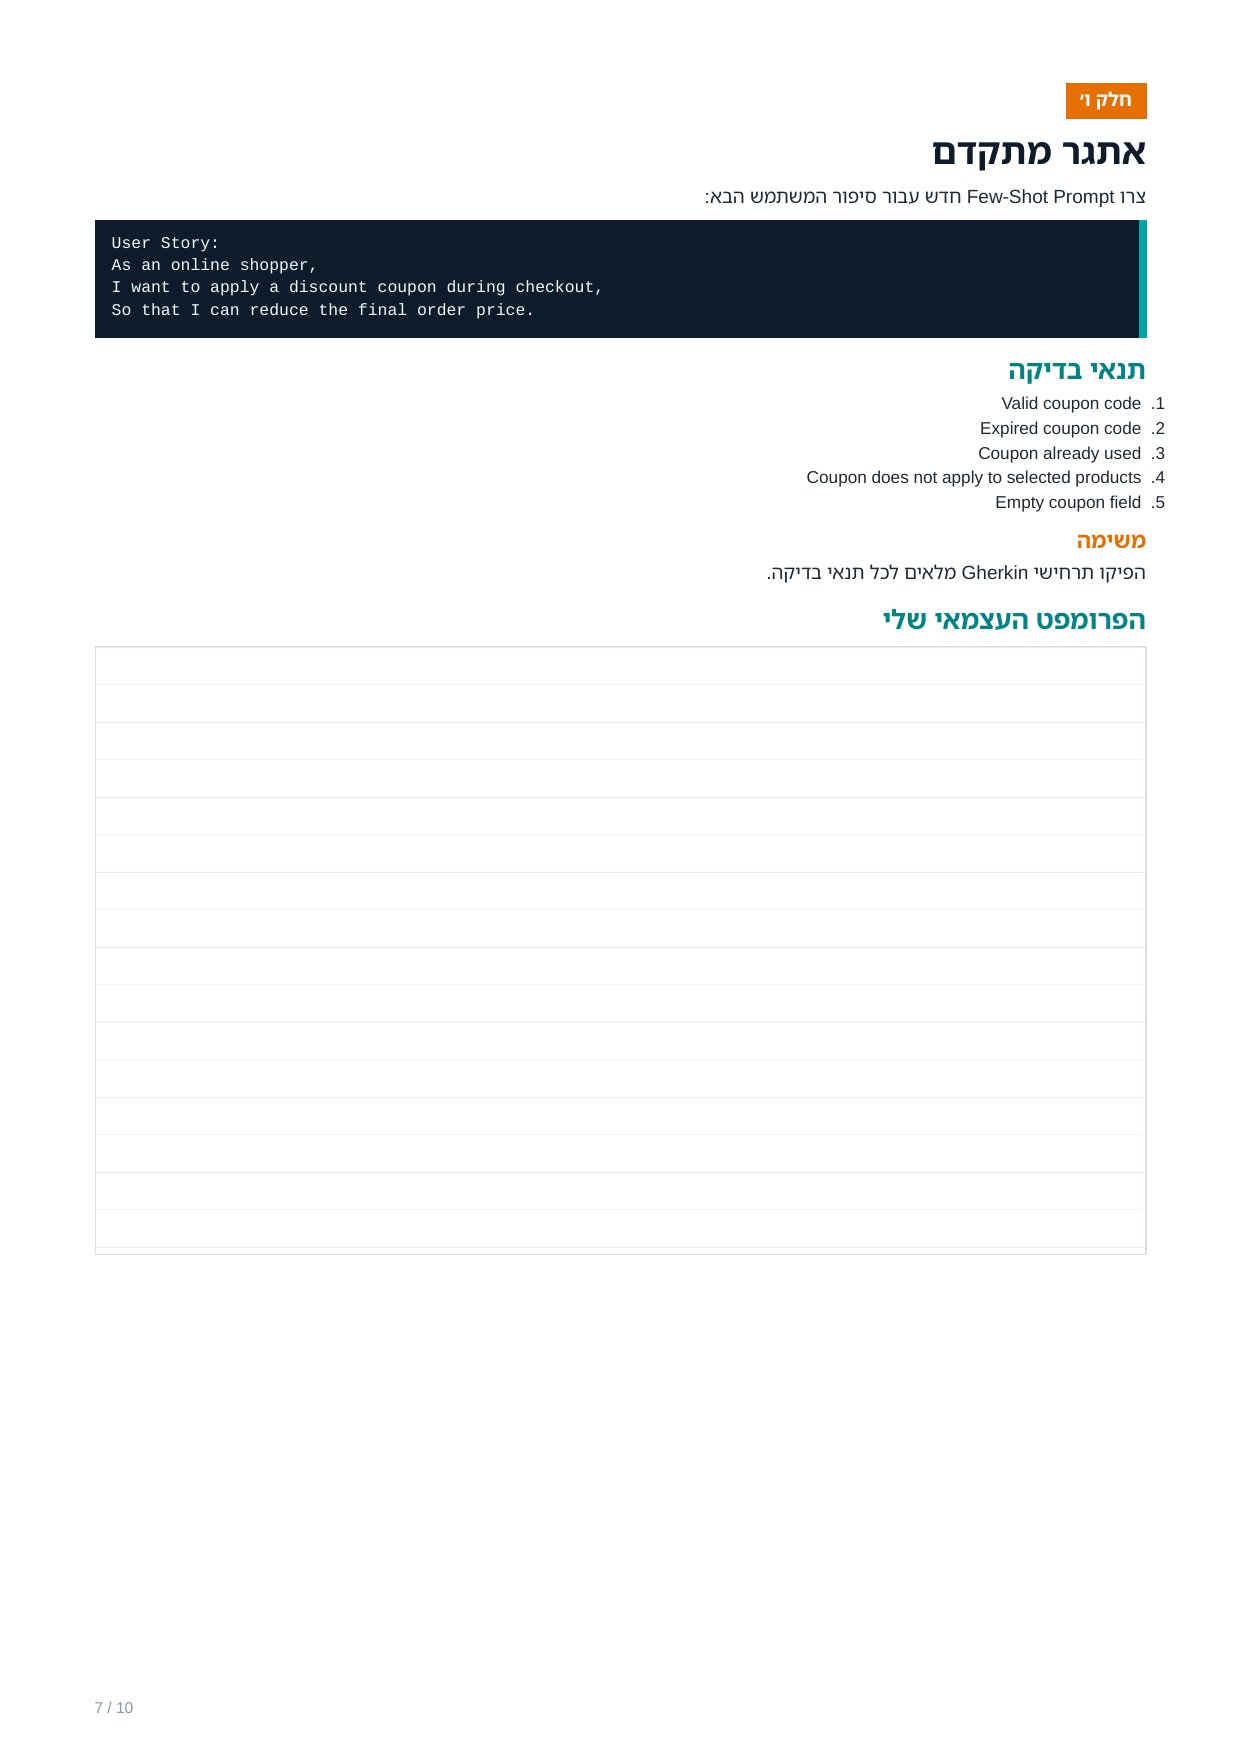 חלק ו׳
אתגר מתקדם
צרו Few-Shot Prompt חדש עבור סיפור המשתמש הבא:
User Story:
As an online shopper,
I want to apply a discount coupon during checkout,
So that I can reduce the final order price.
תנאי בדיקה
1. Valid coupon code
2. Expired coupon code
3. Coupon already used
4. Coupon does not apply to selected products
5. Empty coupon field
משימה
הפיקו תרחישי Gherkin מלאים לכל תנאי בדיקה.
הפרומפט העצמאי שלי
7 / 10